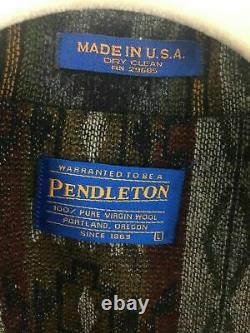 MADE IN U.S.A.
DRY CLEAN
RN 29685
WARRANTED TO BE A
PENDLETON
100% PURE VIRGIN WOOL
PORTLAND, OREGON
SINCE 1863
L